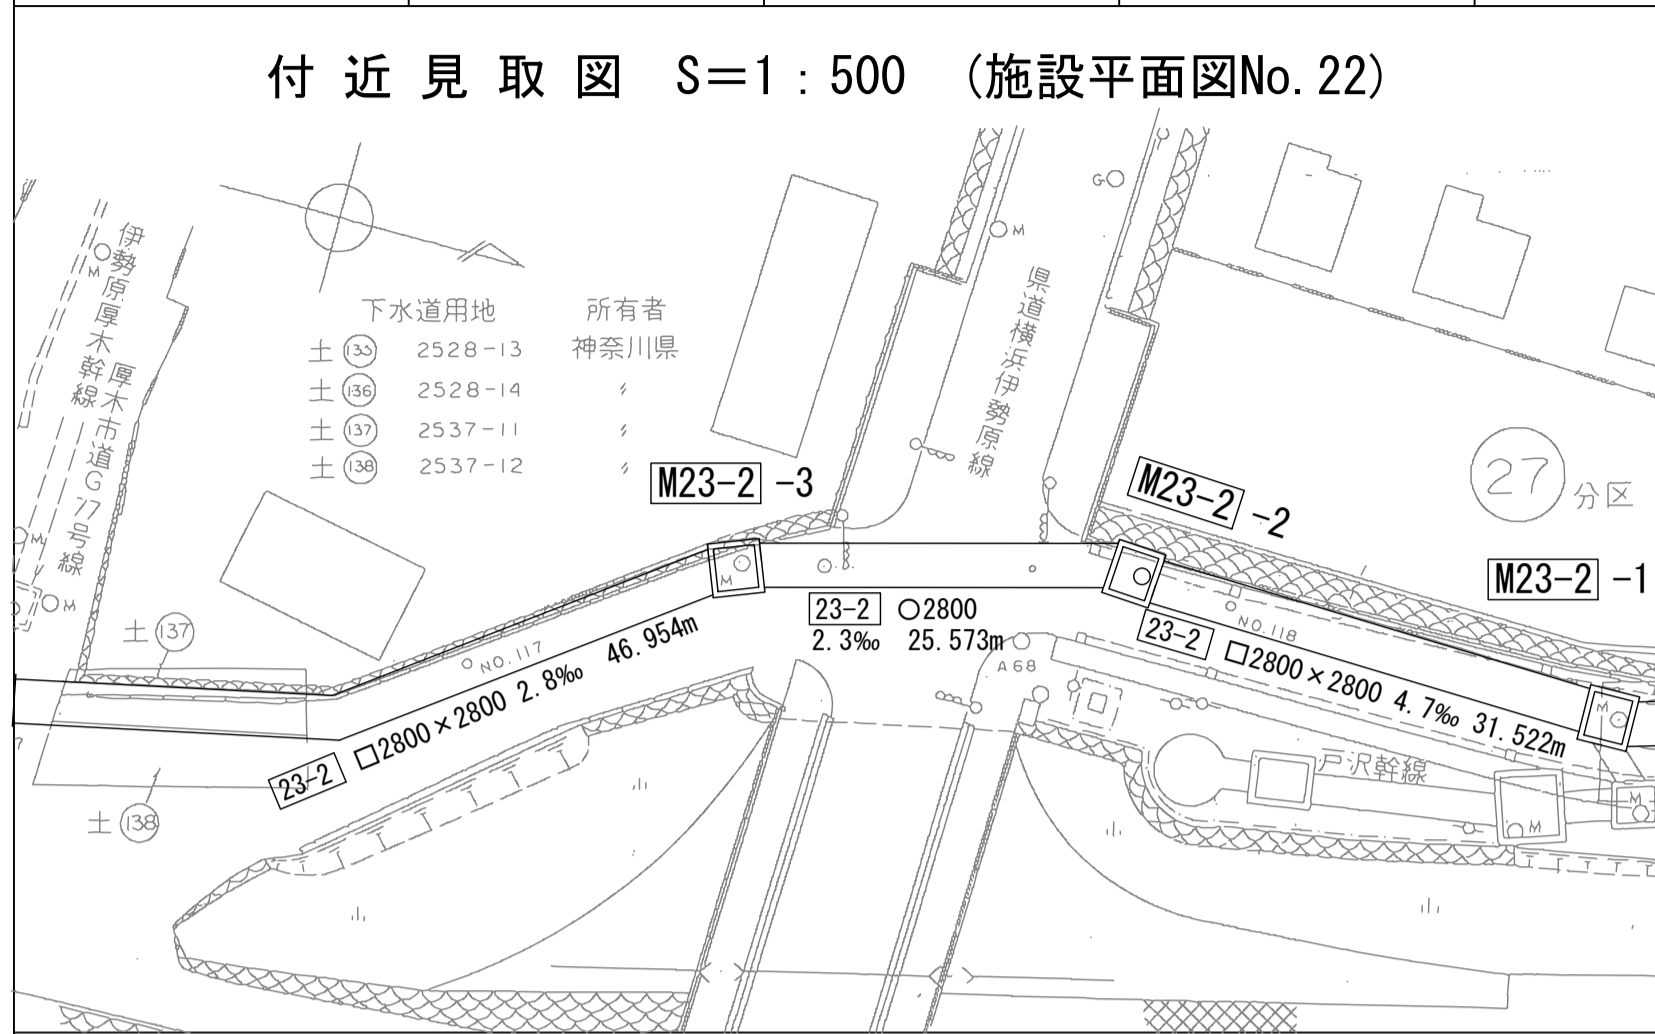 付近見取図 S＝1：500 (施設平面図No.22)
伊勢原厚木幹線
厚木市道G77号線
下水道用地 所有者
土 135 2528-13 神奈川県
土 136 2528-14 〃
土 137 2537-11 〃
土 138 2537-12 〃
県道横浜伊勢原線
G
M
M
M
M
M23-2 -3
M23-2 -2
M23-2 -1
27 分区
M
23-2 ○2800
2.3‰ 25.573m
A68
NO.117
NO.118
23-2 □2800×2800 2.8‰ 46.954m
23-2 □2800×2800 4.7‰ 31.522m
土 137
土 138
7
戸沢幹線
M
M
M